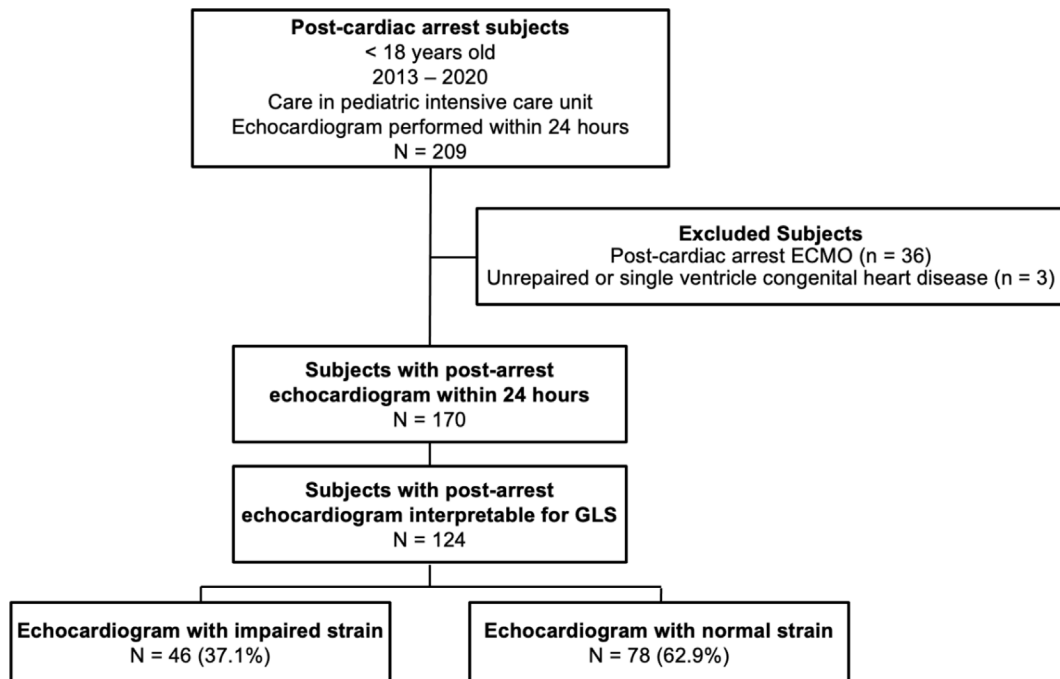 Post-cardiac arrest subjects
< 18 years old
2013 – 2020
Care in pediatric intensive care unit
Echocardiogram performed within 24 hours
N = 209
Excluded Subjects
Post-cardiac arrest ECMO (n = 36)
Unrepaired or single ventricle congenital heart disease (n = 3)
Subjects with post-arrest
echocardiogram within 24 hours
N = 170
Subjects with post-arrest
echocardiogram interpretable for GLS
N = 124
Echocardiogram with impaired strain
N = 46 (37.1%)
Echocardiogram with normal strain
N = 78 (62.9%)